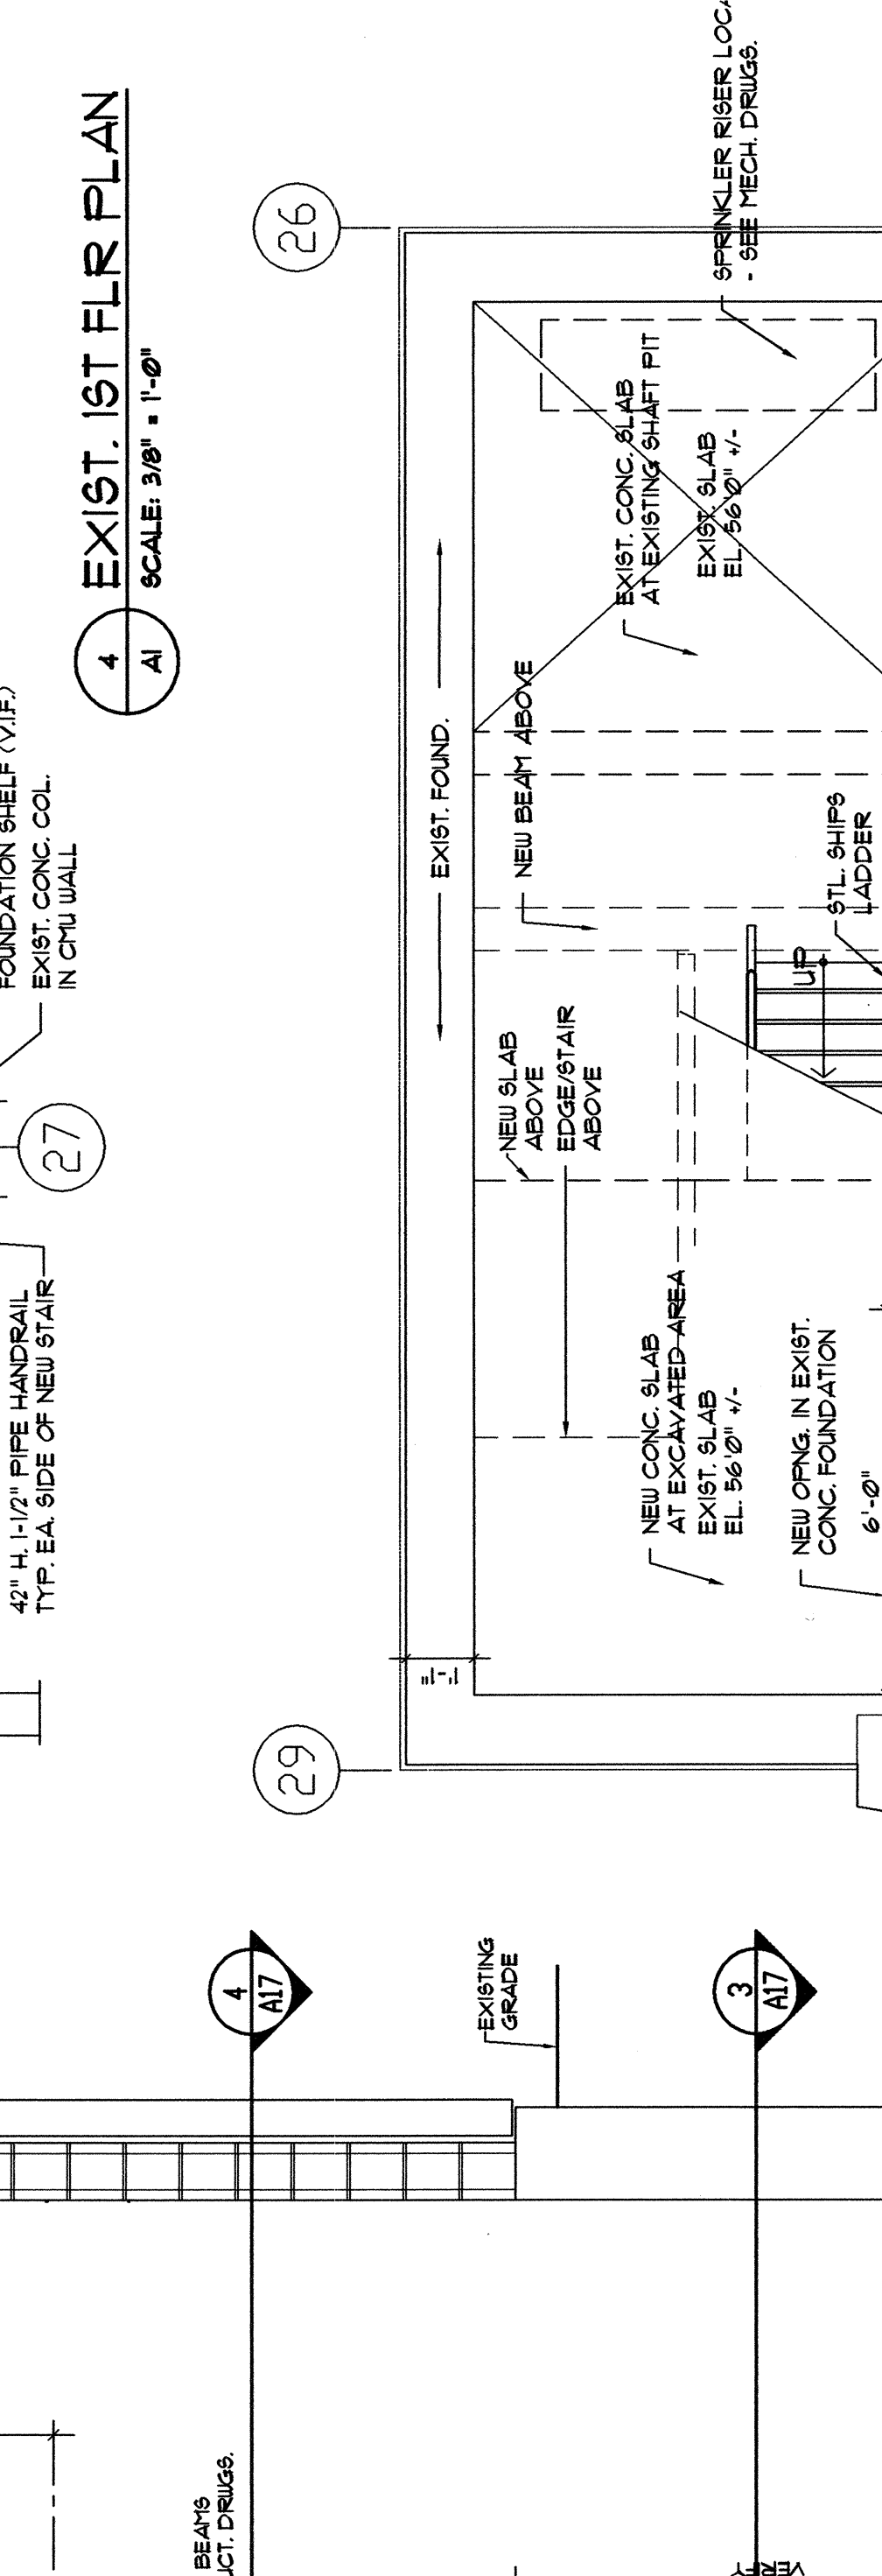 EXIST. 1ST FLR PLAN
SCALE: 3/8" = 1'-0"
4
A1
FOUNDATION SHELF (V.I.F.)
EXIST. CONC. COL.
IN CMU WALL
27
42" H. 1-1/2" PIPE HANDRAIL
TYP. EA. SIDE OF NEW STAIR
26
SPRINKLER RISER
- SEE MECH. DRWGS.
EXIST. CONC. SLAB
AT EXISTING SHAFT PIT
EXIST. SLAB
EL. 56'0" +/-
EXIST. FOUND.
NEW BEAM ABOVE
STL. SHIPS
LADDER
UP
NEW SLAB
ABOVE
EDGE/STAIR
ABOVE
NEW CONC. SLAB
AT EXCAVATED AREA
EXIST. SLAB
EL. 56'0" +/-
NEW OPNG. IN EXIST.
CONC. FOUNDATION
6'-0"
1'-1"
29
4
A17
EXISTING
GRADE
3
A17
BEAMS
DRWGS.